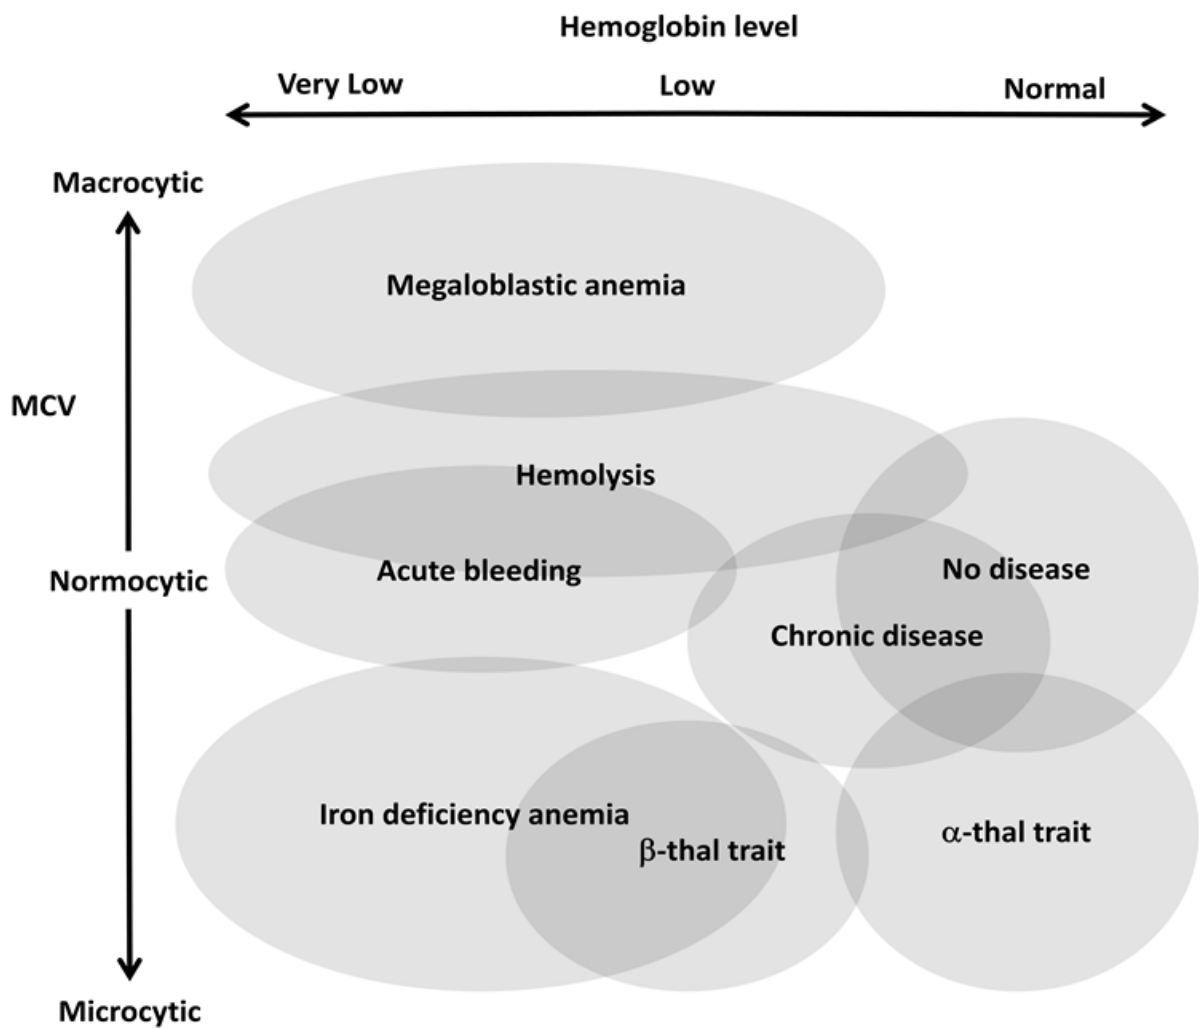 Hemoglobin level
Very Low
Low
Normal
Macrocytic
Megaloblastic anemia
MCV
Hemolysis
Acute bleeding
No disease
Normocytic
Chronic disease
Iron deficiency anemia
β-thal trait
α-thal trait
Microcytic